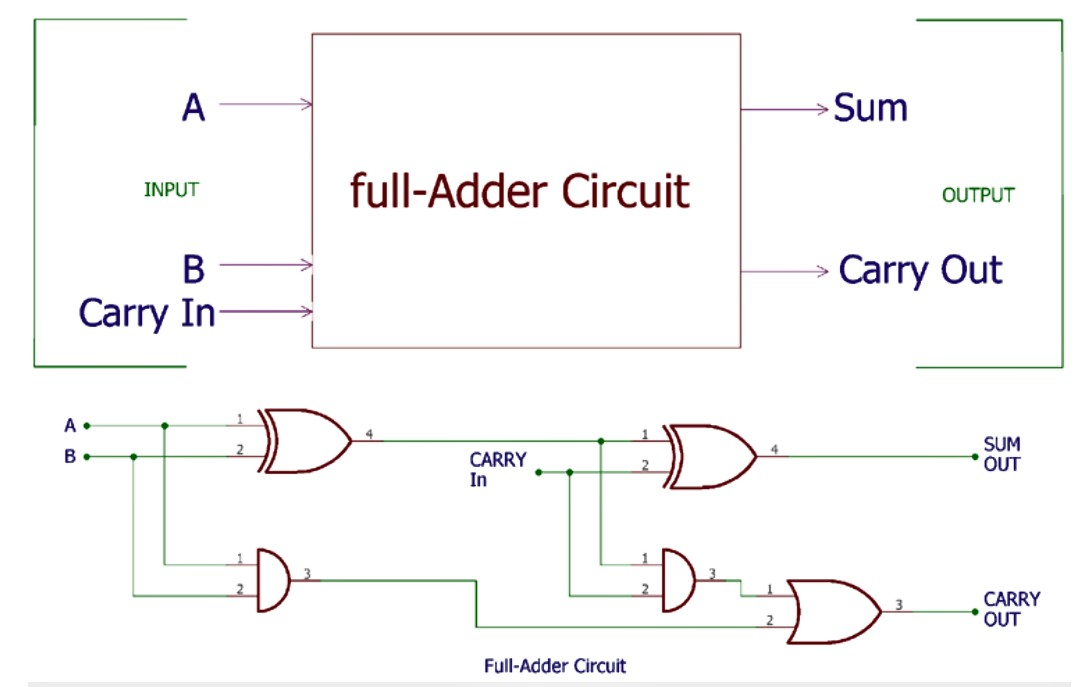 A
Sum
INPUT
full-Adder Circuit
OUTPUT
B
Carry Out
Carry In
A
1
4
B
2
CARRY
In
1
2
4
SUM
OUT
1
2
3
1
2
3
1
2
3
CARRY
OUT
Full-Adder Circuit